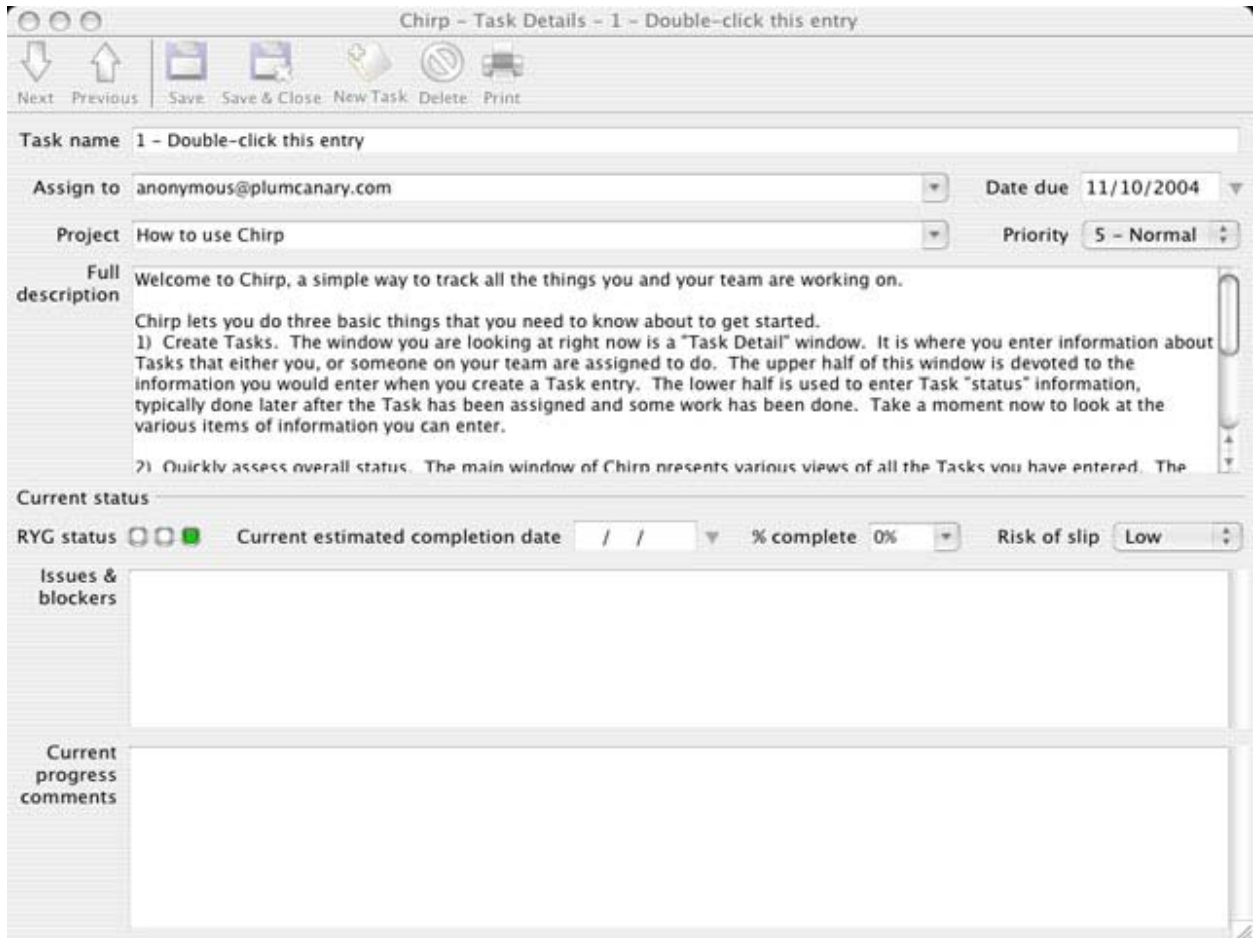 Chirp – Task Details – 1 – Double-click this entry
Next Previous Save Save & Close New Task Delete Print
Task name 1 – Double-click this entry
Assign to anonymous@plumcanary.com Date due 11/10/2004
Project How to use Chirp Priority 5 – Normal
Full description
Welcome to Chirp, a simple way to track all the things you and your team are working on.
Chirp lets you do three basic things that you need to know about to get started.
1) Create Tasks. The window you are looking at right now is a "Task Detail" window. It is where you enter information about
Tasks that either you, or someone on your team are assigned to do. The upper half of this window is devoted to the
information you would enter when you create a Task entry. The lower half is used to enter Task "status" information,
typically done later after the Task has been assigned and some work has been done. Take a moment now to look at the
various items of information you can enter.
2) Quickly assess overall status. The main window of Chirp presents various views of all the Tasks you have entered. The
Current status
RYG status Current estimated completion date / / % complete 0% Risk of slip Low
Issues &
blockers
Current
progress
comments